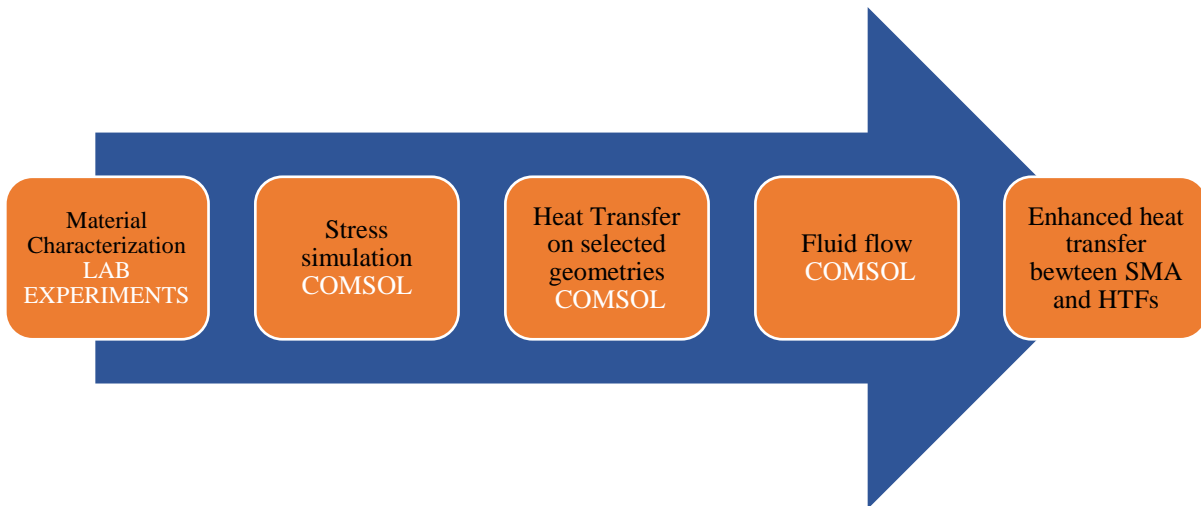 Material
Characterization
LAB
EXPERIMENTS
Stress
simulation
COMSOL
Heat Transfer
on selected
geometries
COMSOL
Fluid flow
COMSOL
Enhanced heat
transfer
bewteen SMA
and HTFs